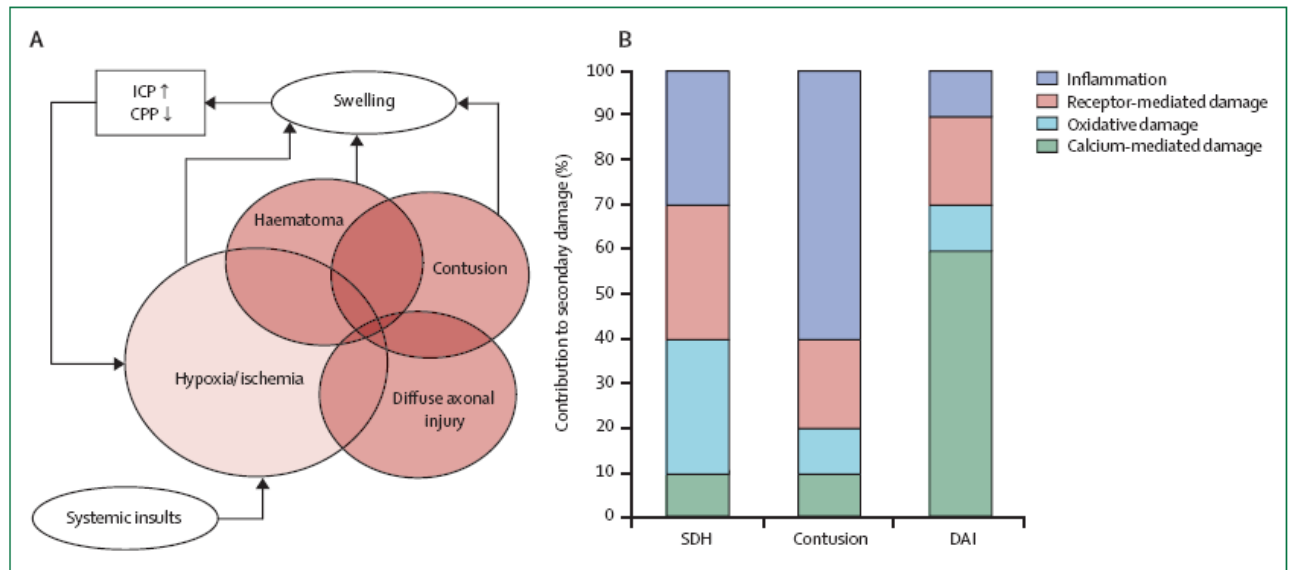 A
ICP ↑
CPP ↓
Swelling
Haematoma
Contusion
Hypoxia/ischemia
Diffuse axonal
injury
Systemic insults
B
Contribution to secondary damage (%)
100
90
80
70
60
50
40
30
20
10
0
SDH
Contusion
DAI
Inflammation
Receptor-mediated damage
Oxidative damage
Calcium-mediated damage